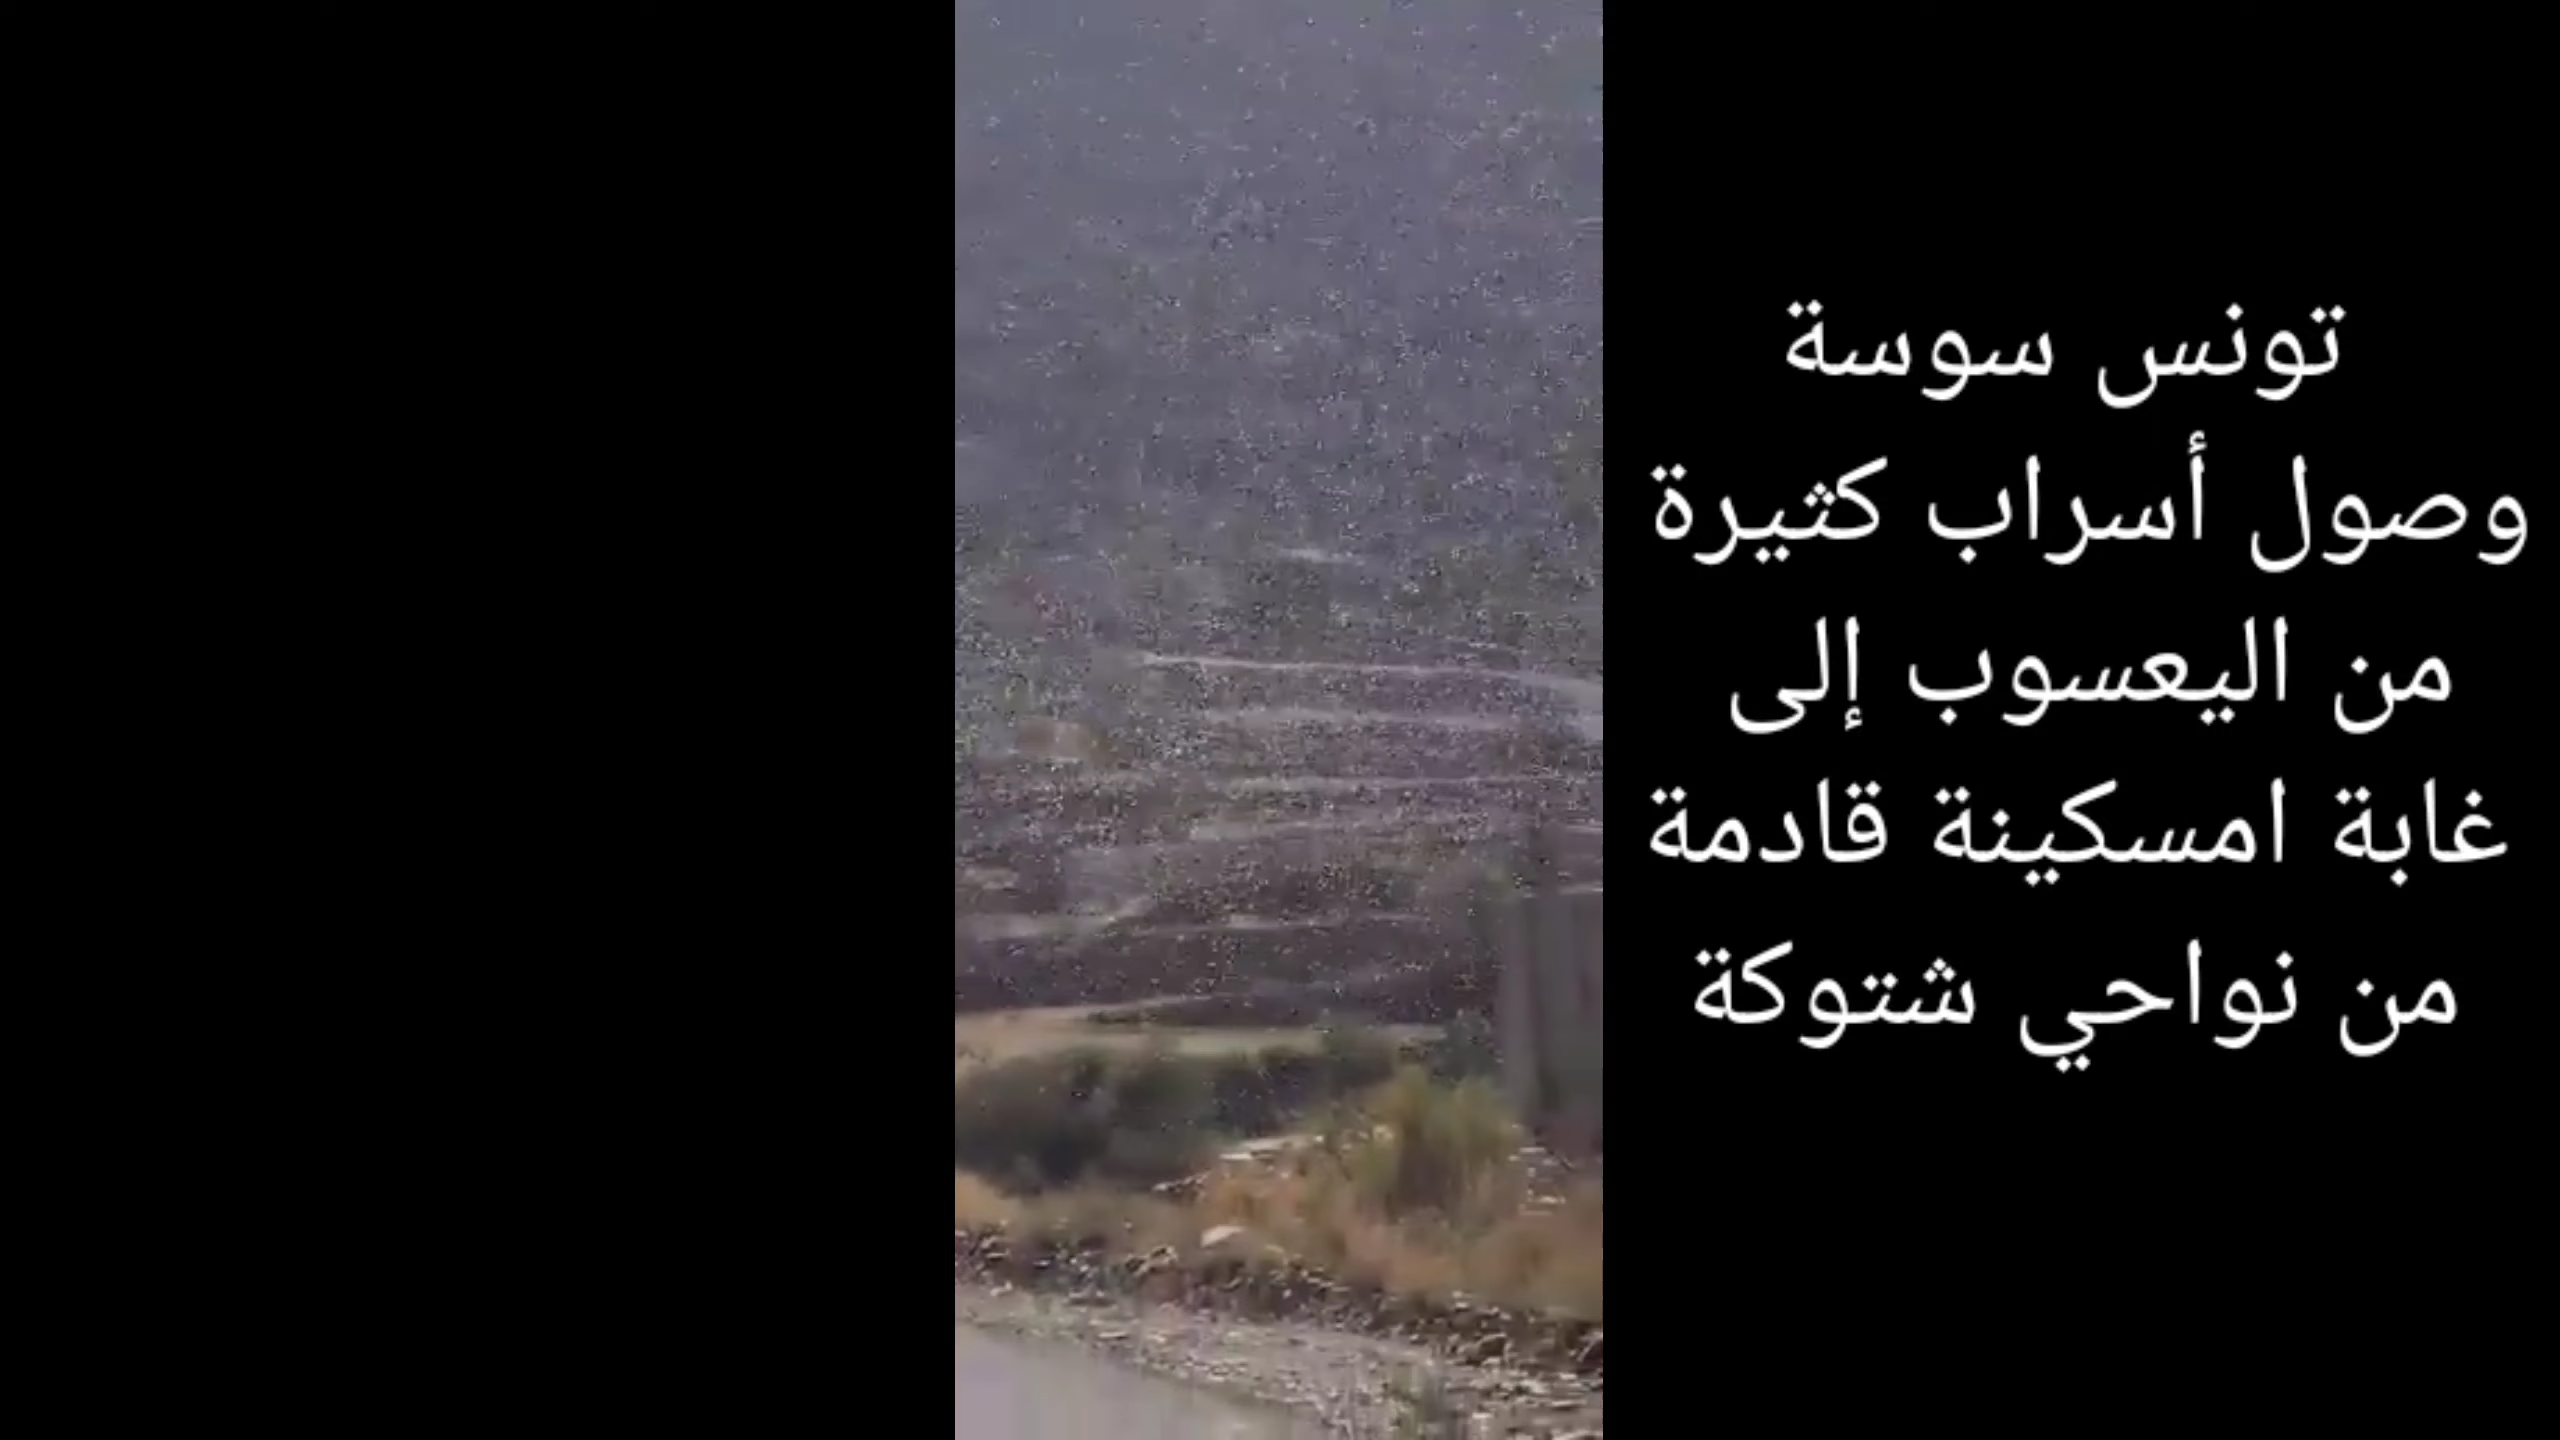 تونس سوسة
وصول أسراب كثيرة
من اليعسوب إلى
غابة امسكينة قادمة
من نواحي شتوكة